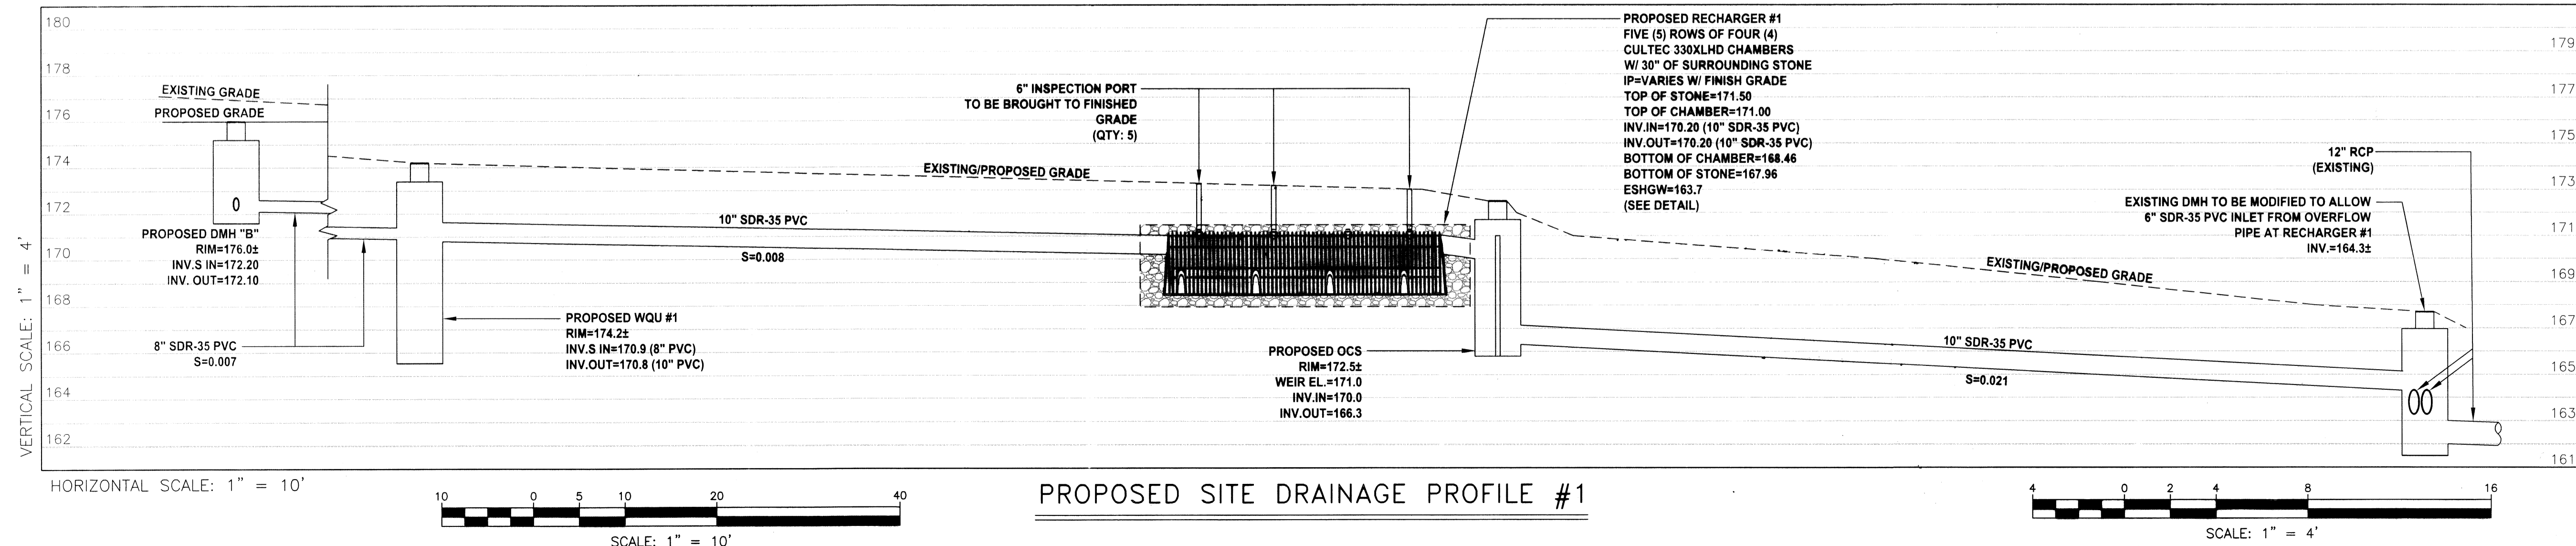 180
178
176
174
172
170
168
166
164
162
VERTICAL SCALE: 1" = 4'
EXISTING GRADE
PROPOSED GRADE
PROPOSED DMH "B"
RIM=176.0±
INV.S IN=172.20
INV. OUT=172.10
8" SDR-35 PVC
S=0.007
PROPOSED WQU #1
RIM=174.2±
INV.S IN=170.9 (8" PVC)
INV.OUT=170.8 (10" PVC)
10" SDR-35 PVC
S=0.008
EXISTING/PROPOSED GRADE
6" INSPECTION PORT
TO BE BROUGHT TO FINISHED
GRADE
(QTY: 5)
PROPOSED RECHARGER #1
FIVE (5) ROWS OF FOUR (4)
CULTEC 330XLHD CHAMBERS
W/ 30" OF SURROUNDING STONE
IP=VARIES W/ FINISH GRADE
TOP OF STONE=171.50
TOP OF CHAMBER=171.00
INV.IN=170.20 (10" SDR-35 PVC)
INV.OUT=170.20 (10" SDR-35 PVC)
BOTTOM OF CHAMBER=168.46
BOTTOM OF STONE=167.96
ESHGW=163.7
(SEE DETAIL)
PROPOSED OCS
RIM=172.5±
WEIR EL.=171.0
INV.IN=170.0
INV.OUT=166.3
EXISTING/PROPOSED GRADE
10" SDR-35 PVC
S=0.021
12" RCP
(EXISTING)
EXISTING DMH TO BE MODIFIED TO ALLOW
6" SDR-35 PVC INLET FROM OVERFLOW
PIPE AT RECHARGER #1
INV.=164.3±
179
177
175
173
171
169
167
165
163
161
HORIZONTAL SCALE: 1" = 10'
10 0 5 10 20 40
SCALE: 1" = 10'
PROPOSED SITE DRAINAGE PROFILE #1
4 0 2 4 8 16
SCALE: 1" = 4'